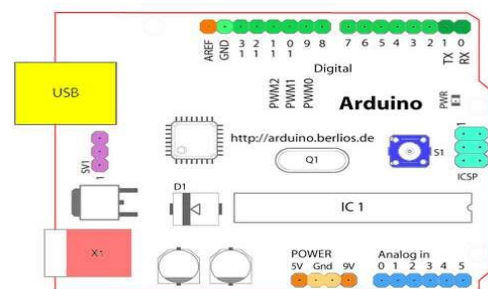 AREF
GND
13
12
11
10
9
8
7
6
5
4
3
2
1
0
TX
RX
Digital
USB
PWM2
PWM1
PWM0
Arduino
PWR
http://arduino.berlios.de
SV1
1
Q1
S1
1
ICSP
D1
IC 1
X1
POWER
5V Gnd 9V
Analog in
0 1 2 3 4 5